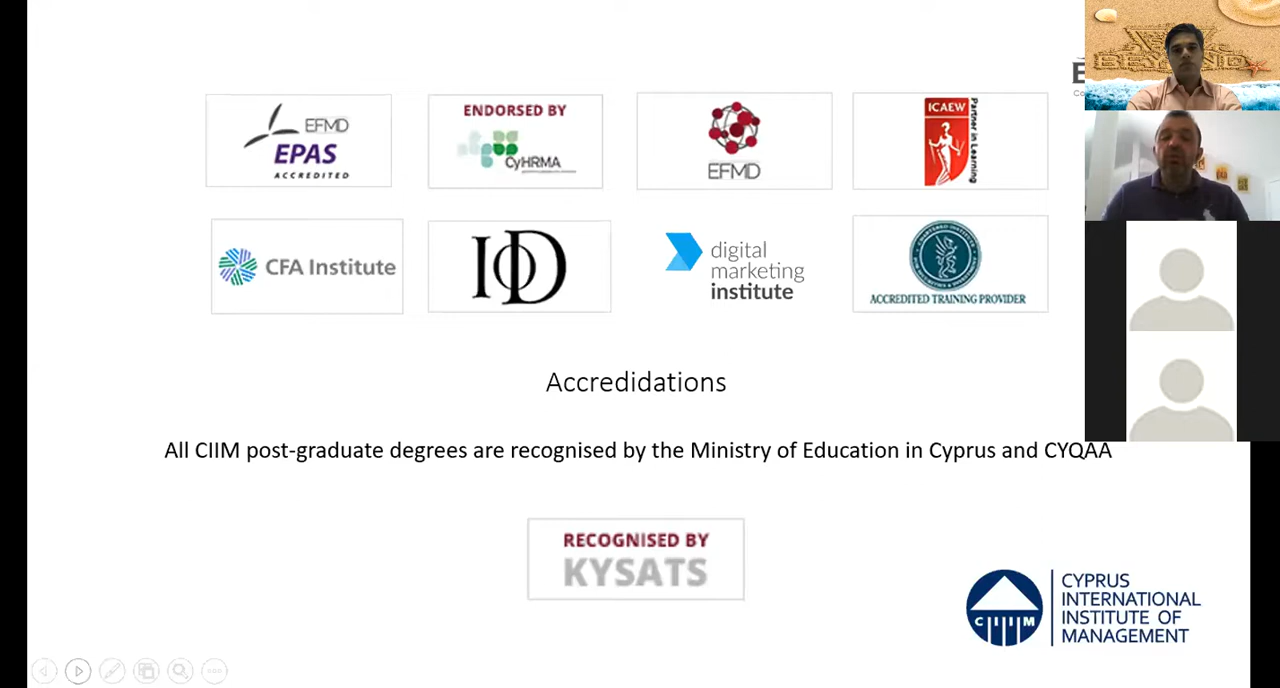 EFMD
EPAS
ACCREDITED
ENDORSED BY
CyHRMA
EFMD
ICAEW
Partner in Learning
CFA Institute
IOD
digital
marketing
institute
ACCREDITED TRAINING PROVIDER
Accredidations
All CIIM post-graduate degrees are recognised by the Ministry of Education in Cyprus and CYQAA
RECOGNISED BY
KYSATS
CIIM
CYPRUS
INTERNATIONAL
INSTITUTE OF
MANAGEMENT
BEYOND